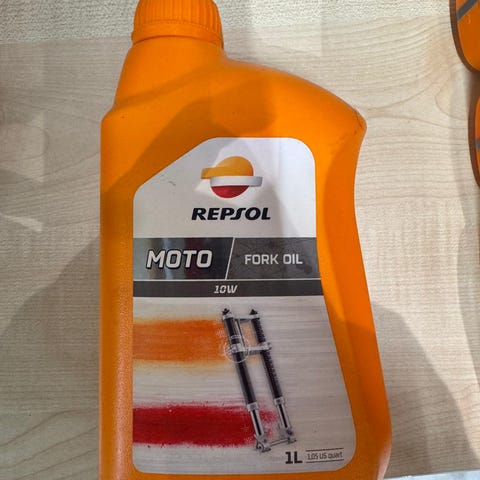 REPSOL
MOTO FORK OIL
10W
1L 1,05 US quart